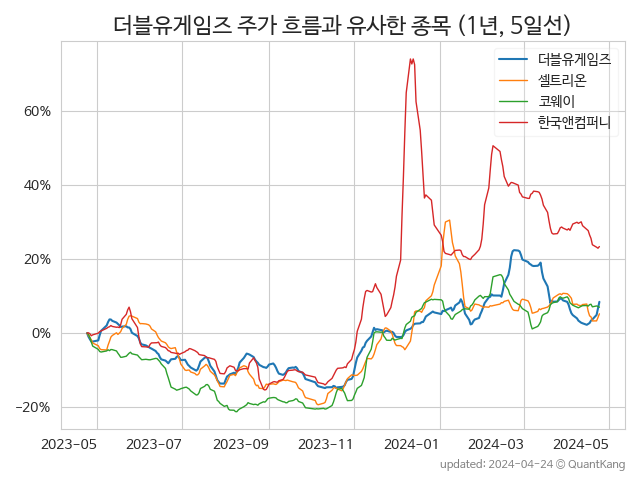 더블유게임즈 주가 흐름과 유사한 종목 (1년, 5일선)
더블유게임즈
셀트리온
코웨이
한국앤컴퍼니
60%
40%
20%
0%
−20%
2023-05 2023-07 2023-09 2023-11 2024-01 2024-03 2024-05
updated: 2024-04-24 © QuantKang